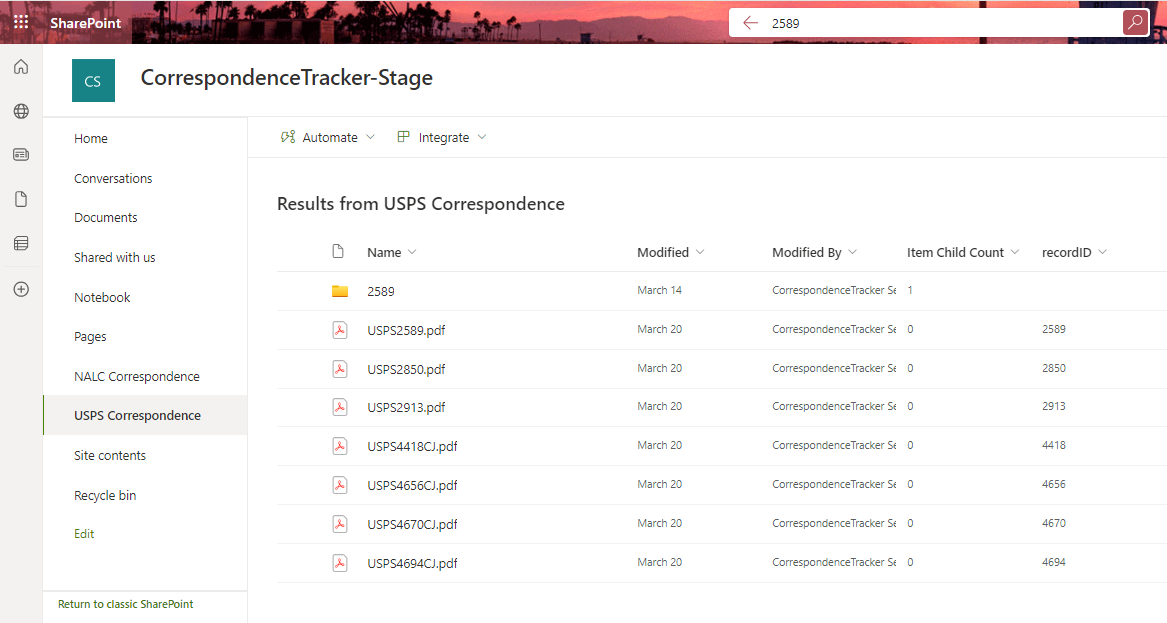 SharePoint
2589
CS
CorrespondenceTracker-Stage
Home
Conversations
Documents
Shared with us
Notebook
Pages
NALC Correspondence
USPS Correspondence
Site contents
Recycle bin
Edit
Return to classic SharePoint
Automate Integrate
Results from USPS Correspondence
Name Modified Modified By Item Child Count recordID
2589 March 14 CorrespondenceTracker Se 1
USPS2589.pdf March 20 CorrespondenceTracker Se 0 2589
USPS2850.pdf March 20 CorrespondenceTracker Se 0 2850
USPS2913.pdf March 20 CorrespondenceTracker Se 0 2913
USPS4418CJ.pdf March 20 CorrespondenceTracker Se 0 4418
USPS4656CJ.pdf March 20 CorrespondenceTracker Se 0 4656
USPS4670CJ.pdf March 20 CorrespondenceTracker Se 0 4670
USPS4694CJ.pdf March 20 CorrespondenceTracker Se 0 4694